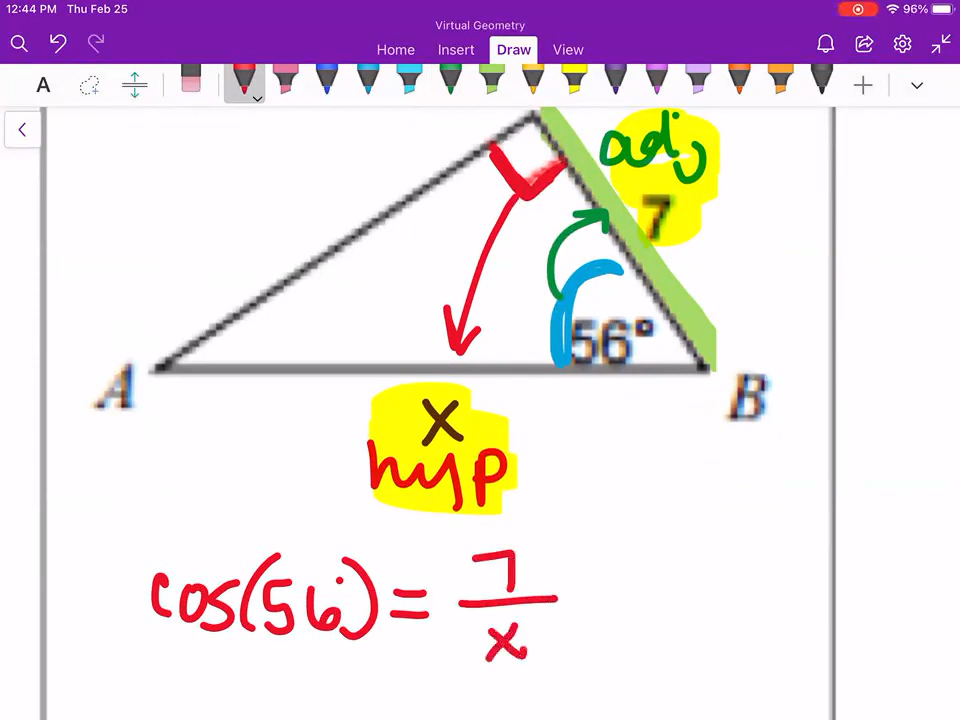 12:44 PM Thu Feb 25
96%
Virtual Geometry
Home Insert Draw View
A
adj
7
56°
A
B
x
hyp
cos(56) = 7/x